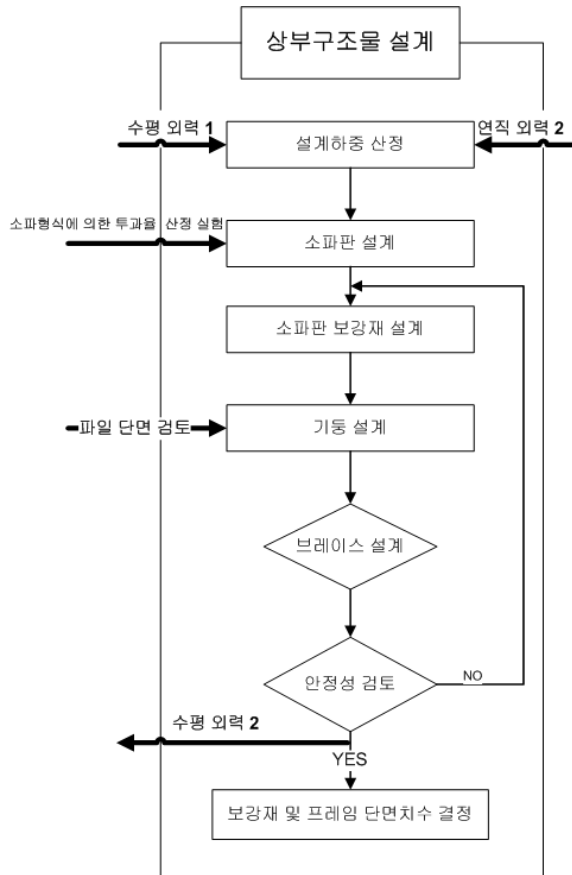 상부구조물 설계
수평 외력 1
연직 외력 2
설계하중 산정
소파형식에 의한 투과율 산정 실험
소파판 설계
소파판 보강재 설계
파일 단면 검토
기둥 설계
브레이스 설계
안정성 검토
NO
수평 외력 2
YES
보강재 및 프레임 단면치수 결정